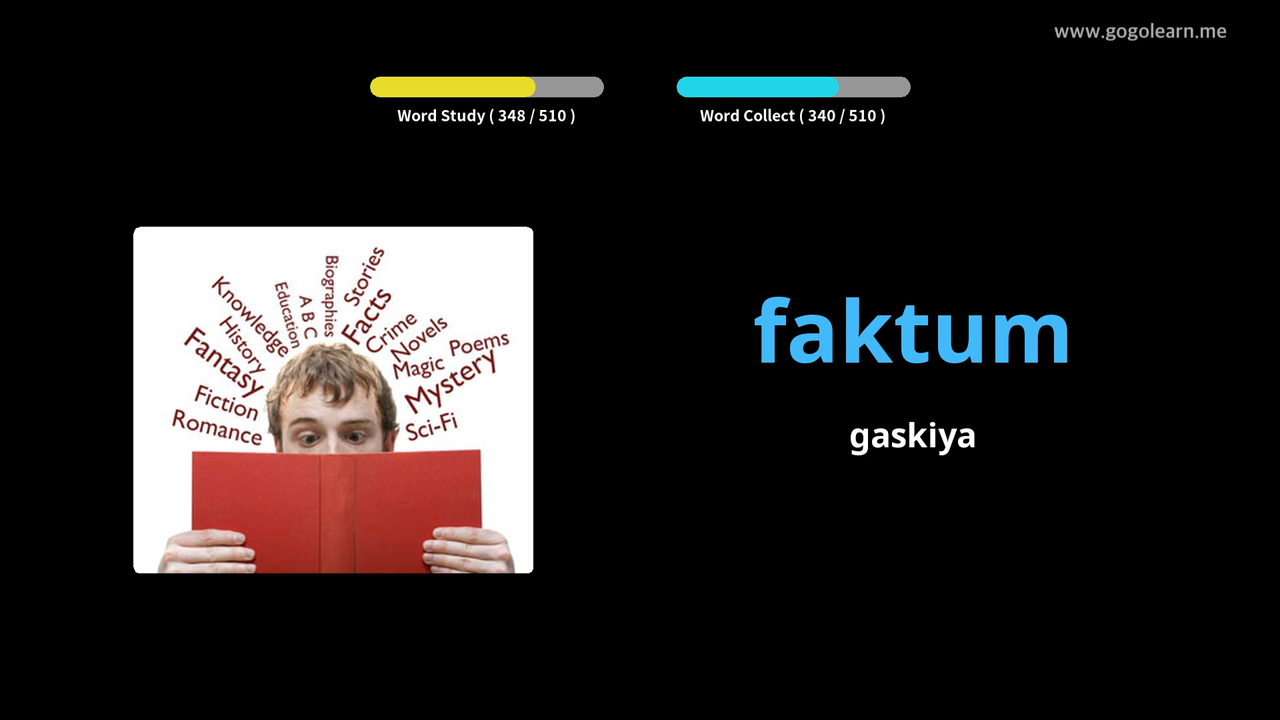 www.gogolearn.me
Word Study ( 348 / 510 )
Word Collect ( 340 / 510 )
Knowledge
Education
A B C
Biographies
Stories
Facts
History
Crime
Novels
Poems
Fantasy
Magic
Mystery
Fiction
Romance
Sci-Fi
faktum
gaskiya